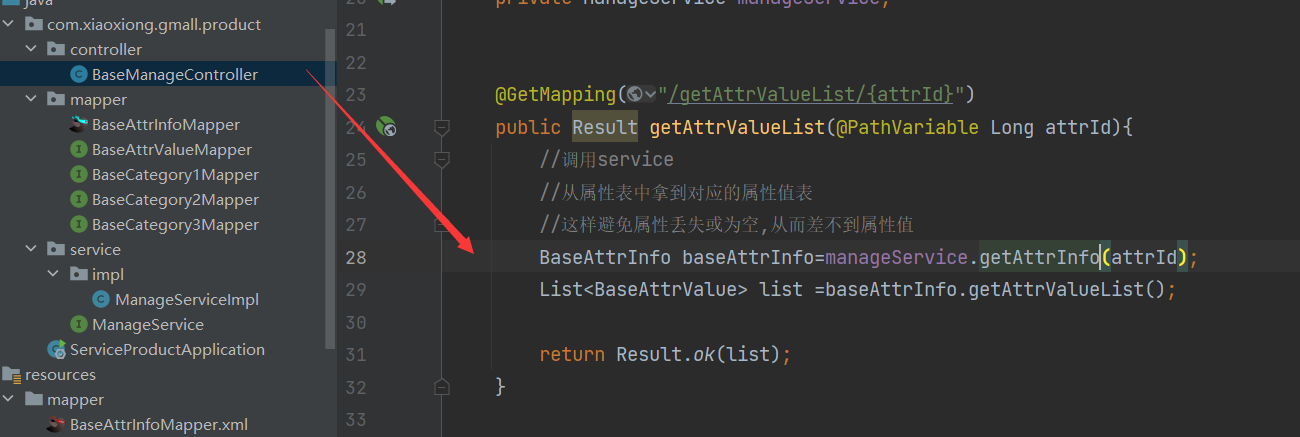 java
com.xiaoxiong.gmall.product
controller
BaseManageController
mapper
BaseAttrInfoMapper
BaseAttrValueMapper
BaseCategory1Mapper
BaseCategory2Mapper
BaseCategory3Mapper
service
impl
ManageServiceImpl
ManageService
ServiceProductApplication
resources
mapper
BaseAttrInfoMapper.xml
20 private ManageService manageService;
21
22
23 @GetMapping("/getAttrValueList/{attrId}")
24 public Result getAttrValueList(@PathVariable Long attrId){
25 //调用service
26 //从属性表中拿到对应的属性值表
27 //这样避免属性丢失或为空,从而差不到属性值
28 BaseAttrInfo baseAttrInfo=manageService.getAttrInfo(attrId);
29 List<BaseAttrValue> list =baseAttrInfo.getAttrValueList();
30
31 return Result.ok(list);
32 }
33